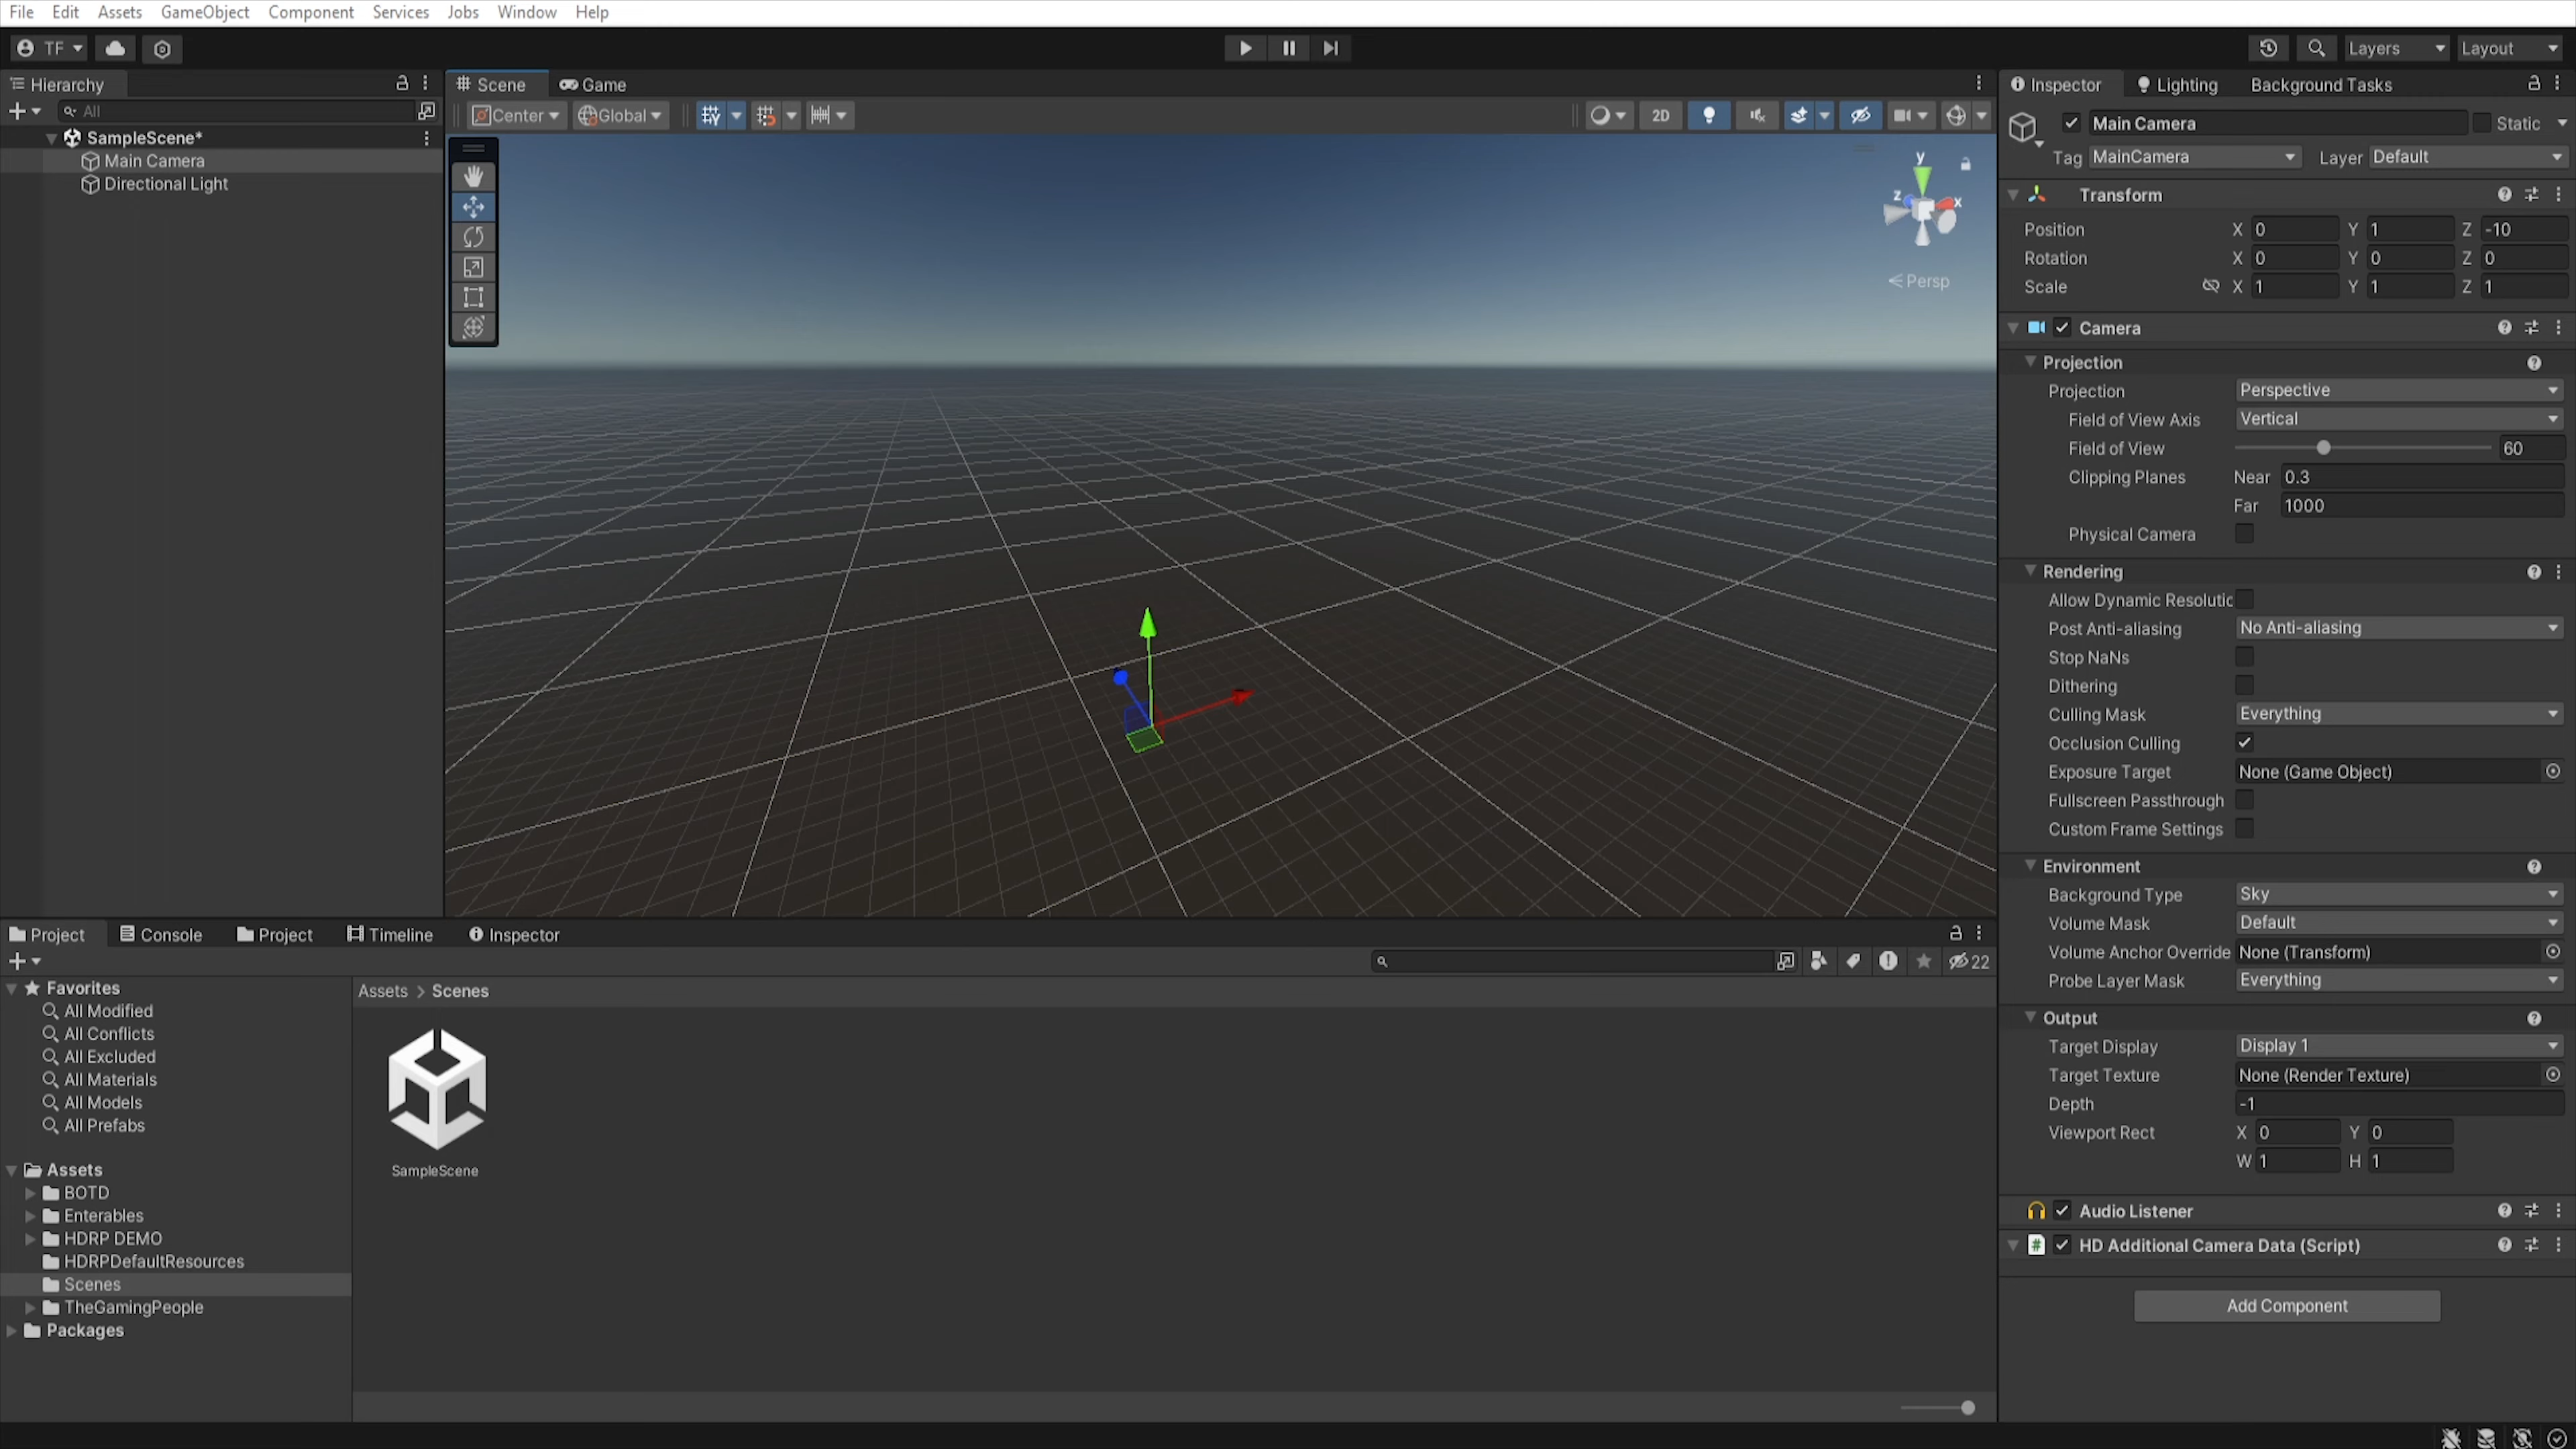 File Edit Assets GameObject Component Services Jobs Window Help
TF Layers Layout
Hierarchy
All
SampleScene*
Main Camera
Directional Light
Scene Game
Center Global 2D
y
z x
Persp
Inspector Lighting Background Tasks
Main Camera Static
Tag MainCamera Layer Default
Transform
Position X 0 Y 1 Z -10
Rotation X 0 Y 0 Z 0
Scale X 1 Y 1 Z 1
Camera
Projection
Projection Perspective
Field of View Axis Vertical
Field of View 60
Clipping Planes Near 0.3
Far 1000
Physical Camera
Rendering
Allow Dynamic Resolutic
Post Anti-aliasing No Anti-aliasing
Stop NaNs
Dithering
Culling Mask Everything
Occlusion Culling
Exposure Target None (Game Object)
Fullscreen Passthrough
Custom Frame Settings
Environment
Background Type Sky
Volume Mask Default
Volume Anchor Override None (Transform)
Probe Layer Mask Everything
Output
Target Display Display 1
Target Texture None (Render Texture)
Depth -1
Viewport Rect X 0 Y 0
W 1 H 1
Audio Listener
# HD Additional Camera Data (Script)
Add Component
Project Console Project Timeline Inspector
22
Favorites
All Modified
All Conflicts
All Excluded
All Materials
All Models
All Prefabs
Assets
BOTD
Enterables
HDRP DEMO
HDRPDefaultResources
Scenes
TheGamingPeople
Packages
Assets > Scenes
SampleScene